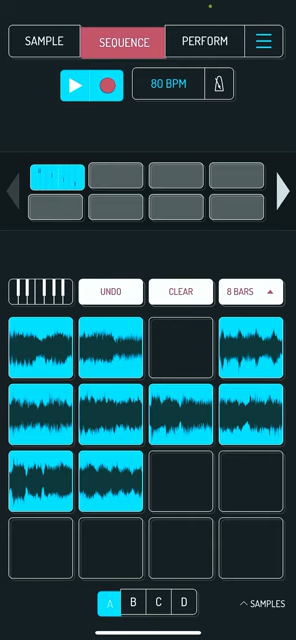 SAMPLE SEQUENCE PERFORM
80 BPM
UNDO CLEAR 8 BARS
A B C D SAMPLES